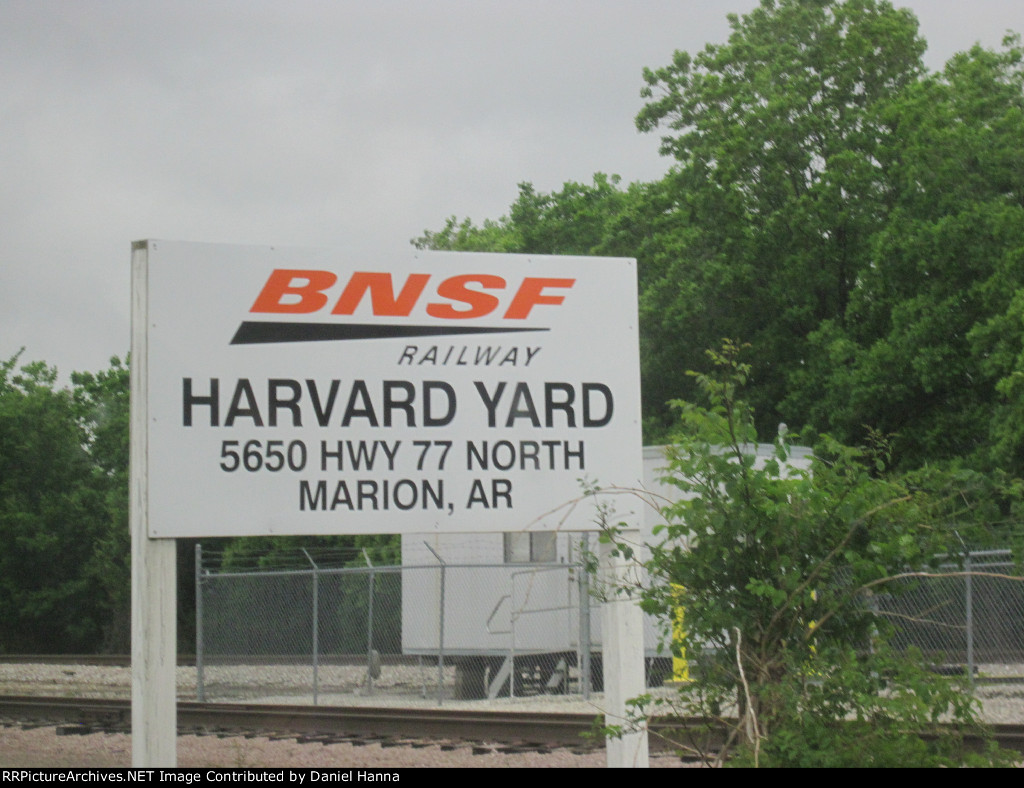 BNSF
RAILWAY
HARVARD YARD
5650 HWY 77 NORTH
MARION, AR
RRPictureArchives.NET Image Contributed by Daniel Hanna